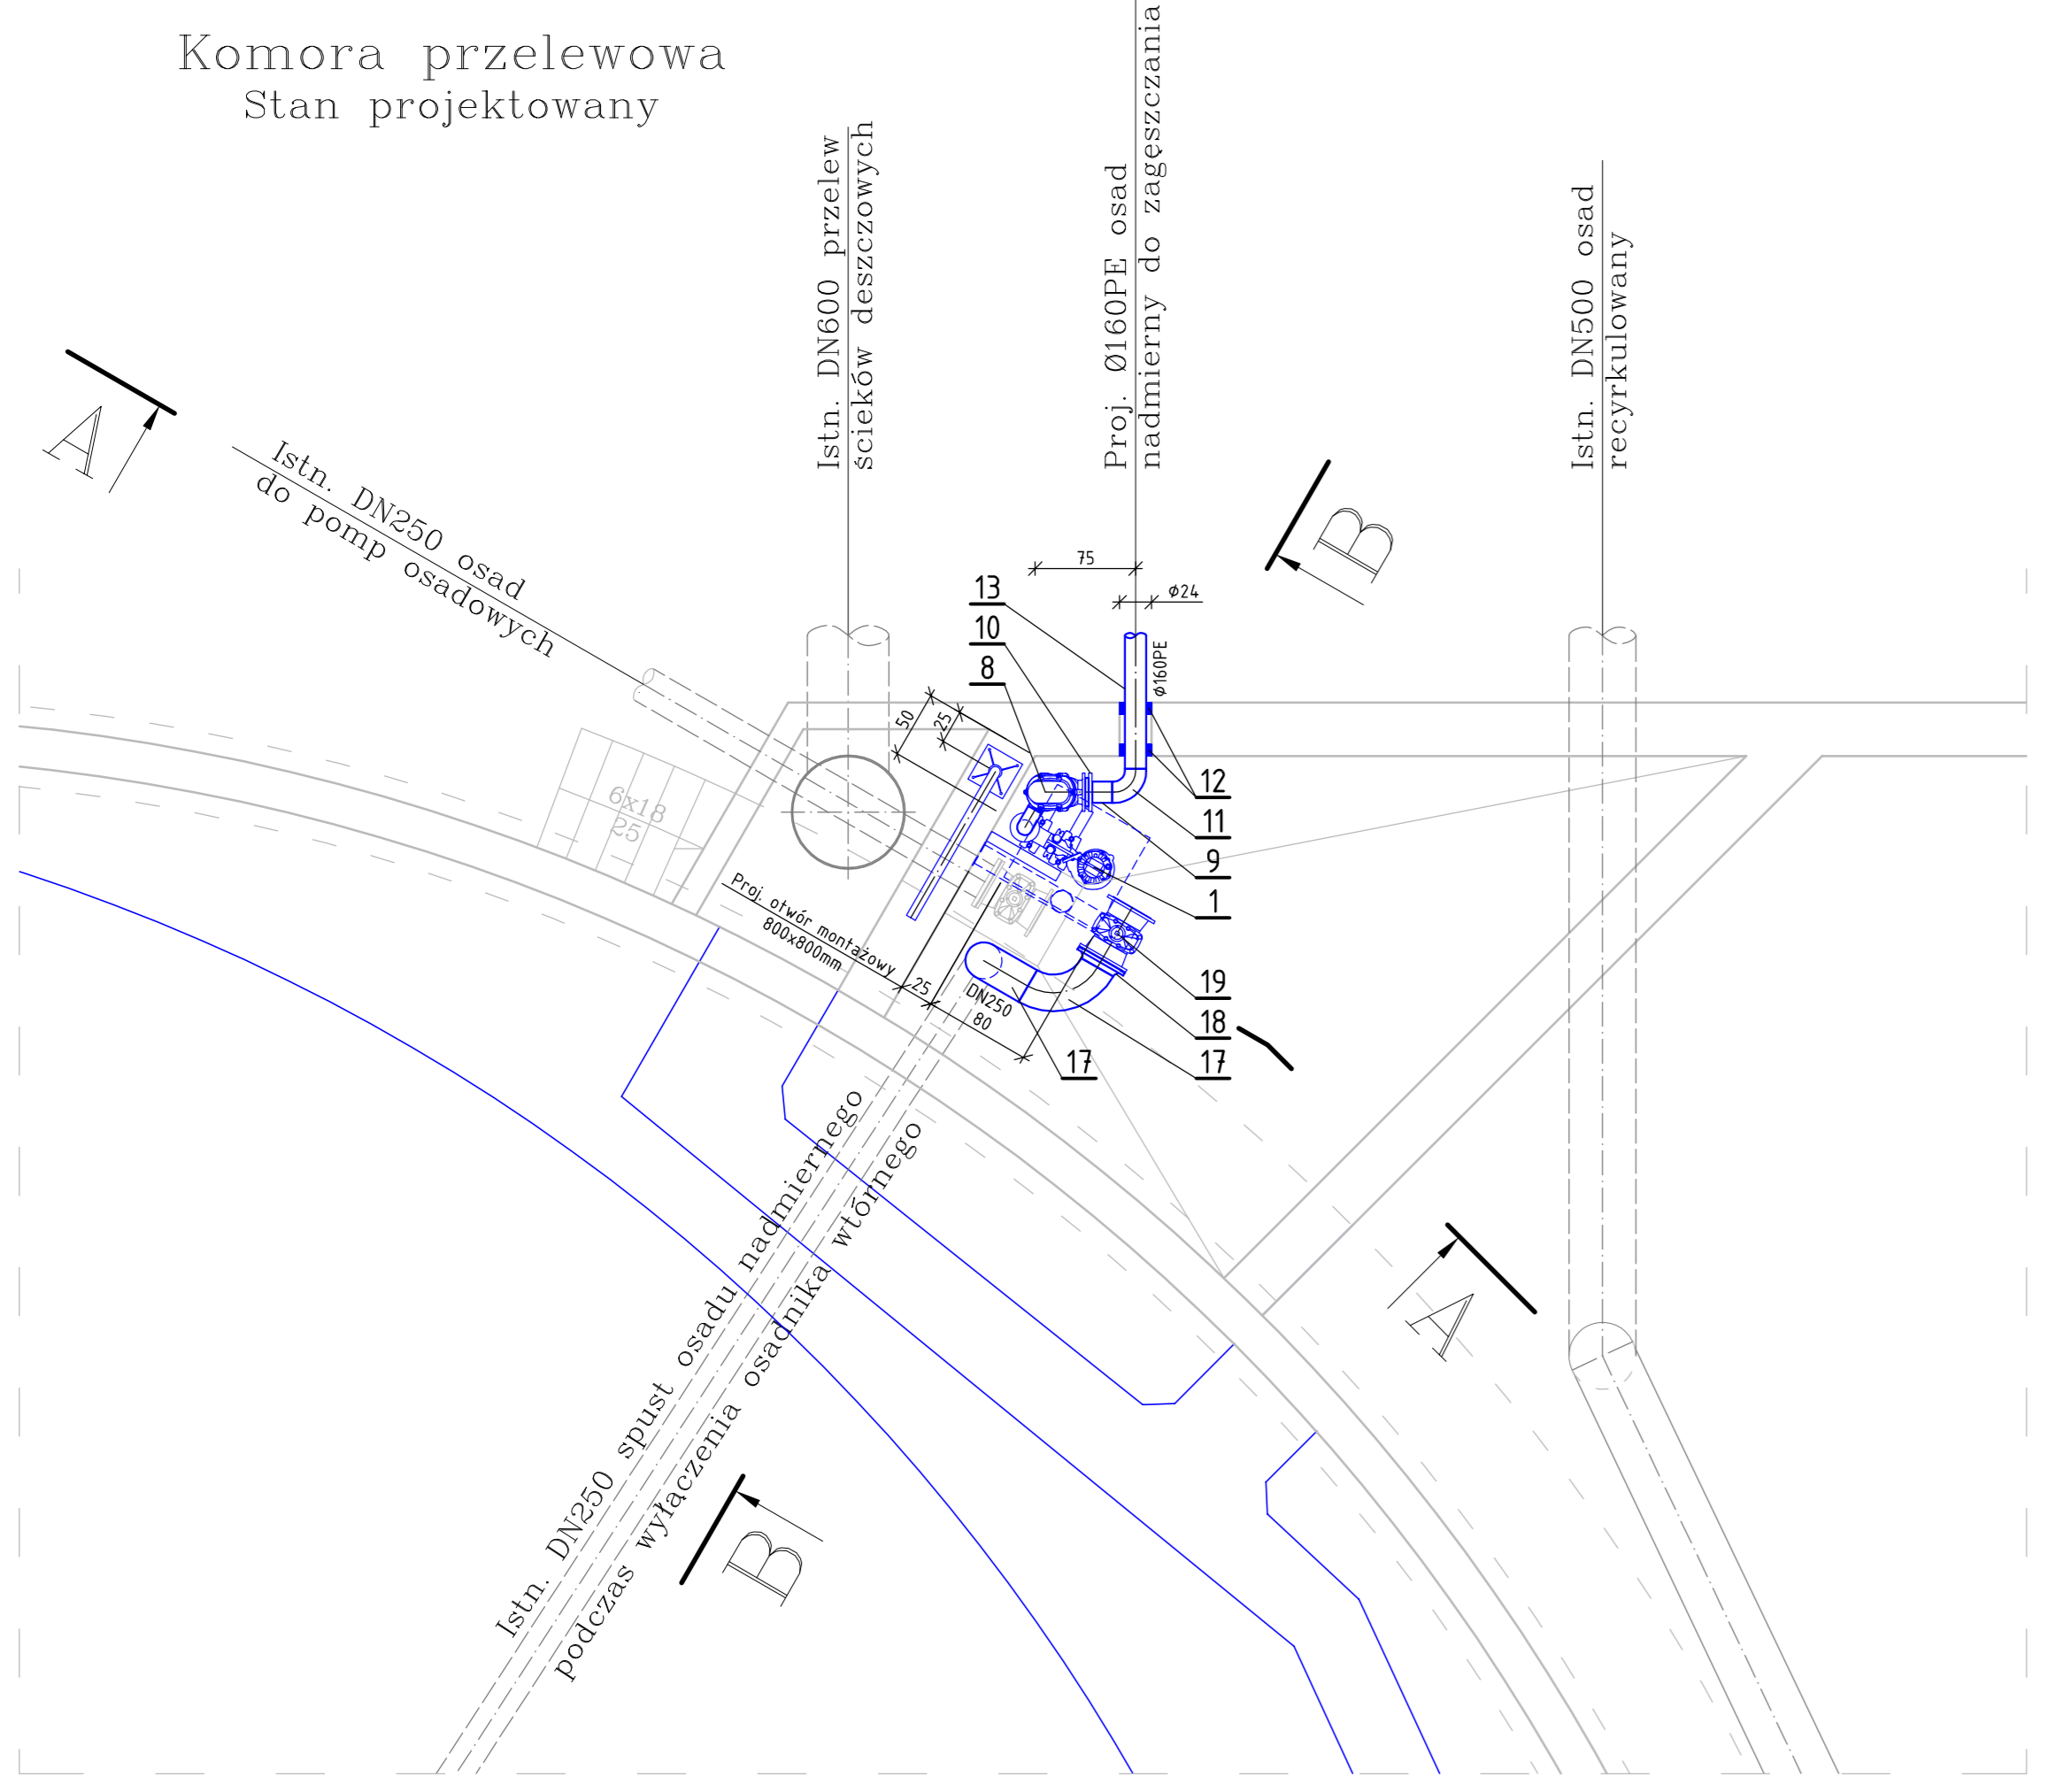 Komora przelewowa
Stan projektowany
Istn. DN600 przelew
ścieków deszczowych
Proj. Ø160PE osad
nadmierny do zagęszczania
Istn. DN500 osad
recyrkulowany
A
Istn. DN250 osad
do pomp osadowych
B
75
ϕ24
13
10
8
ϕ160PE
50
25
12
11
9
1
6x18
25
Proj. otwór montażowy
800x800mm
25
DN250
80
19
18
17
17
Istn. DN250 spust osadu nadmiernego
podczas wyłączenia osadnika wtórnego
A
B